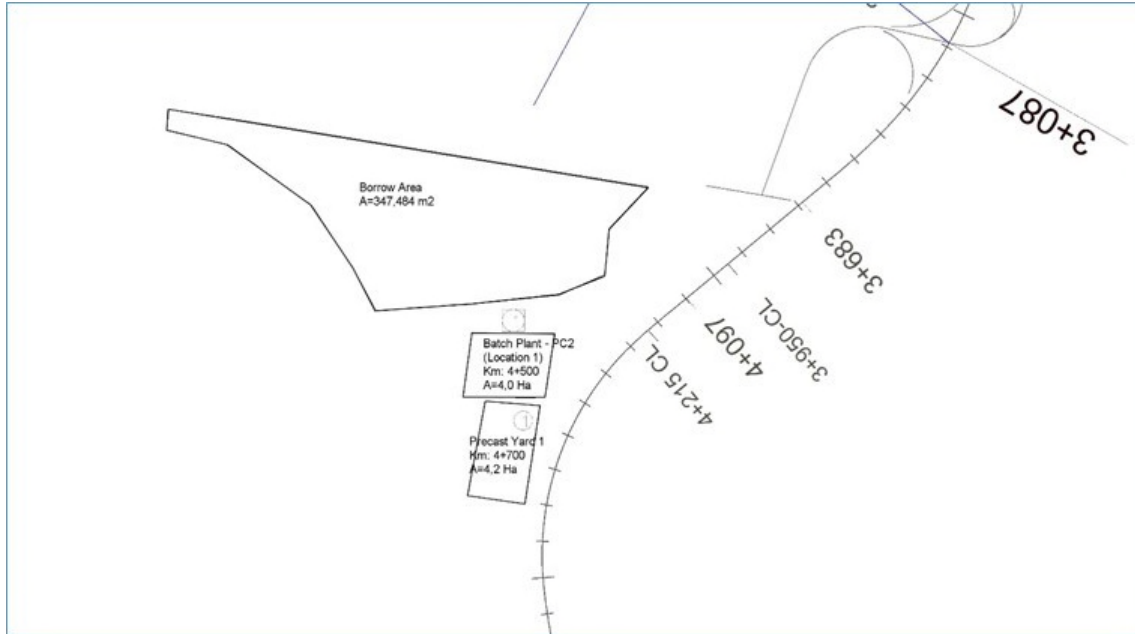 3+087
Borrow Area
A=347,484 m2
3+683
3+950-CL
4+097
4+215 CL
Batch Plant - PC2
(Location 1)
Km: 4+500
A=4,0 Ha
1
Precast Yard 1
Km: 4+700
A=4,2 Ha